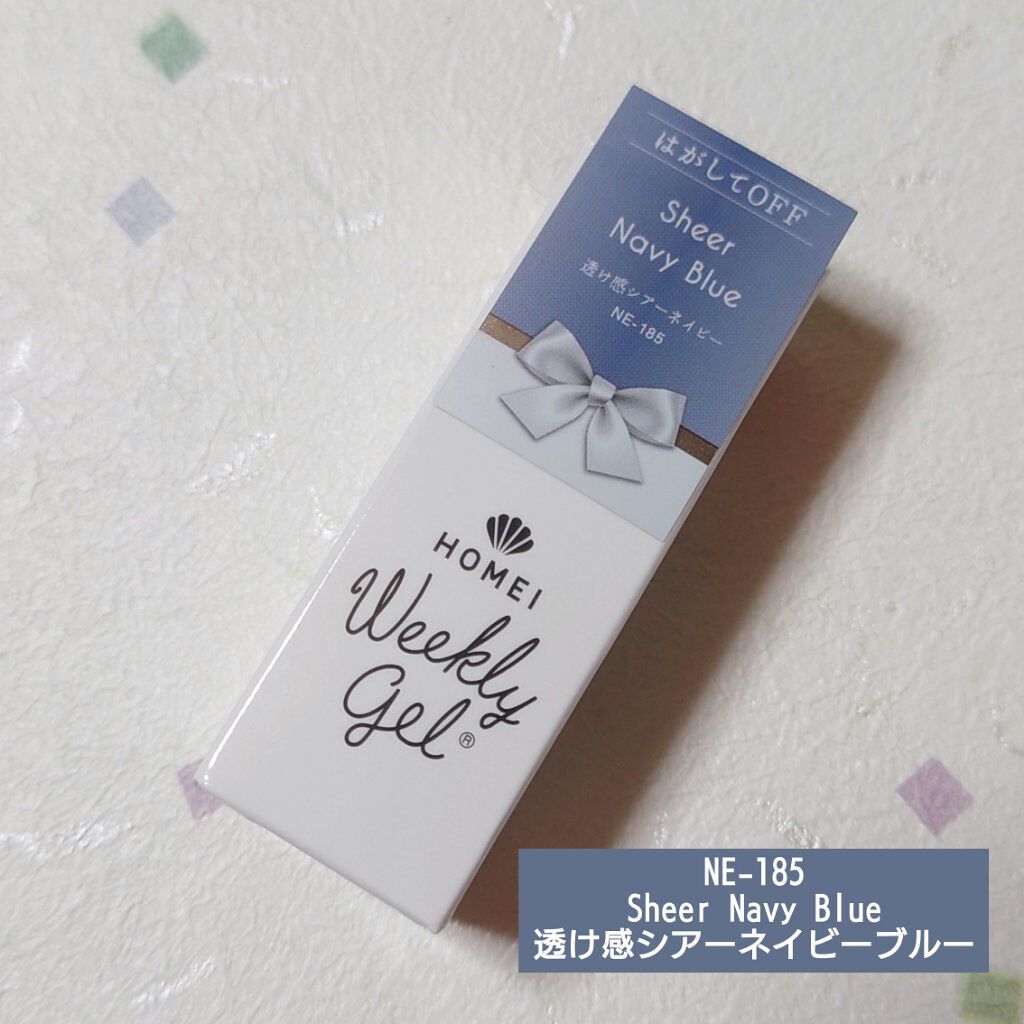 はがしてOFF
Sheer
Navy Blue
透け感シアーネイビー
NE-185
HOMEI
Weekly
gel®
NE-185
Sheer Navy Blue
透け感シアーネイビーブルー